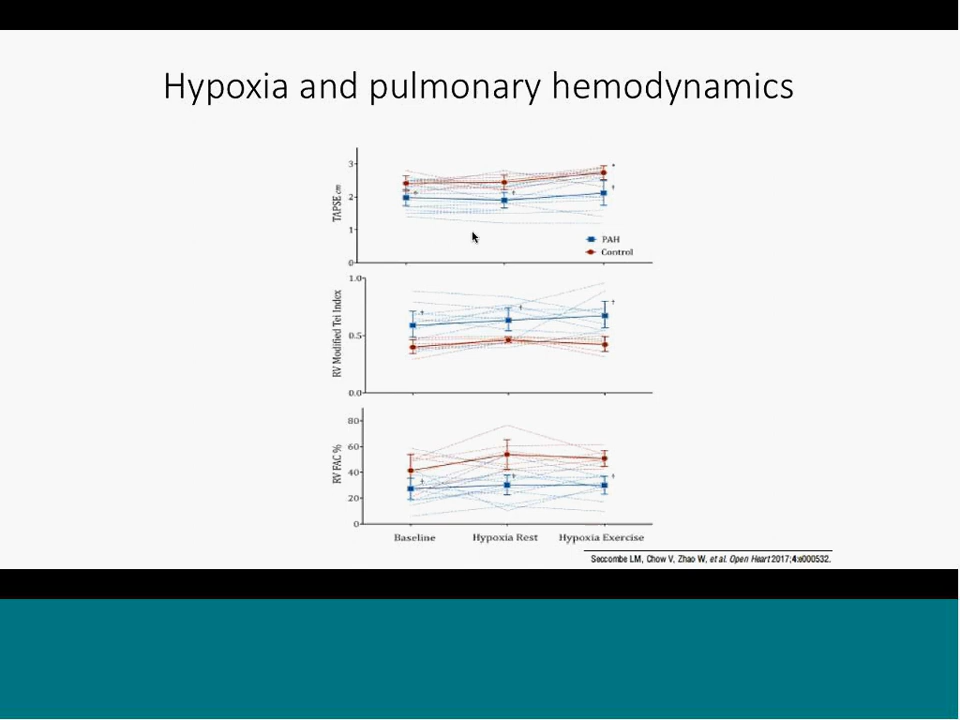 Hypoxia and pulmonary hemodynamics
3
2
1
0
TAPSE cm
PAH
Control
1.0
0.5
0.0
RV Modified Tei Index
80
60
40
20
0
RV FAC %
Baseline Hypoxia Rest Hypoxia Exercise
Seccombe LM, Chow V, Zhao W, et al. Open Heart 2017;4:e000532.